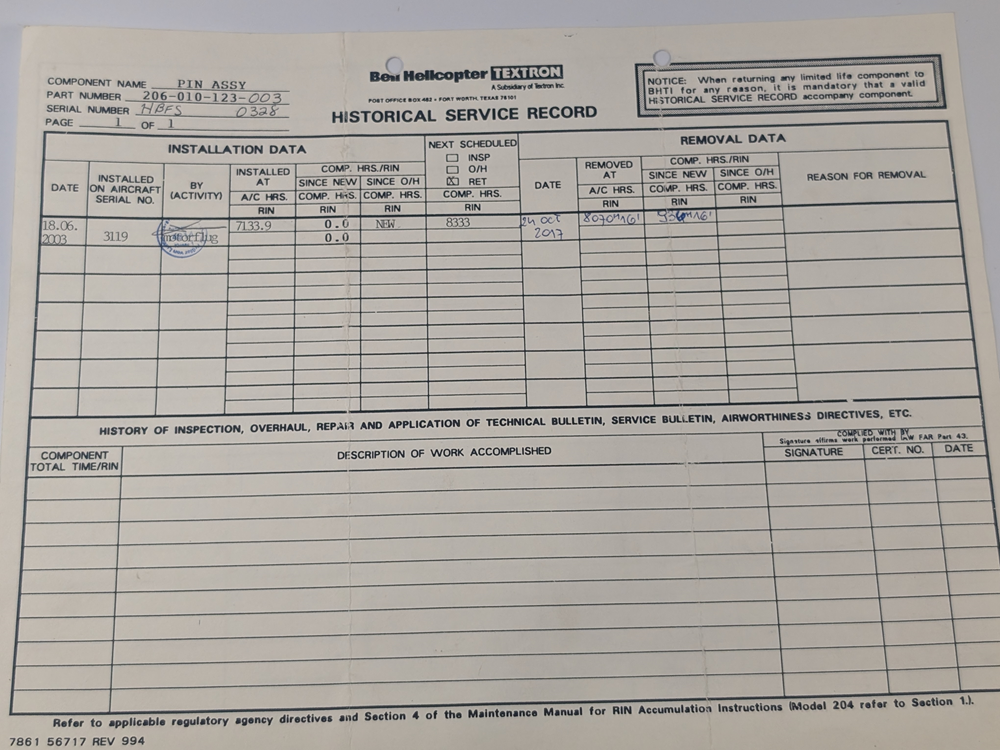 COMPONENT NAME PIN ASSY
PART NUMBER 206-010-123-003
SERIAL NUMBER HBFS 0328
PAGE 1 OF 1
Bell Helicopter TEXTRON
A Subsidiary of Textron Inc.
POST OFFICE BOX 482 • FORT WORTH, TEXAS 76101
HISTORICAL SERVICE RECORD
NOTICE: When returning any limited life component to
BHTI for any reason, it is mandatory that a valid
HISTORICAL SERVICE RECORD accompany component.
INSTALLATION DATA
NEXT SCHEDULED
INSP
O/H
RET
COMP. HRS.
RIN
REMOVAL DATA
DATE
INSTALLED
ON AIRCRAFT
SERIAL NO.
BY
(ACTIVITY)
INSTALLED
AT
A/C HRS.
RIN
COMP. HRS./RIN
SINCE NEW SINCE O/H
COMP. HRS. COMP. HRS.
RIN RIN
DATE
REMOVED
AT
A/C HRS.
RIN
COMP. HRS./RIN
SINCE NEW SINCE O/H
COMP. HRS. COMP. HRS.
RIN RIN
REASON FOR REMOVAL
18.06. 7133.9 0.0 NEW 8333 24 OCT 8070H16'
2003 3119 0.0 2017
HISTORY OF INSPECTION, OVERHAUL, REPAIR AND APPLICATION OF TECHNICAL BULLETIN, SERVICE BULLETIN, AIRWORTHINESS DIRECTIVES, ETC.
COMPONENT
TOTAL TIME/RIN
DESCRIPTION OF WORK ACCOMPLISHED
COMPLIED WITH BY
Signature affirms work performed IAW FAR Part 43.
SIGNATURE CERT. NO. DATE
Refer to applicable regulatory agency directives and Section 4 of the Maintenance Manual for RIN Accumulation Instructions (Model 204 refer to Section 1.).
7861 56717 REV 994